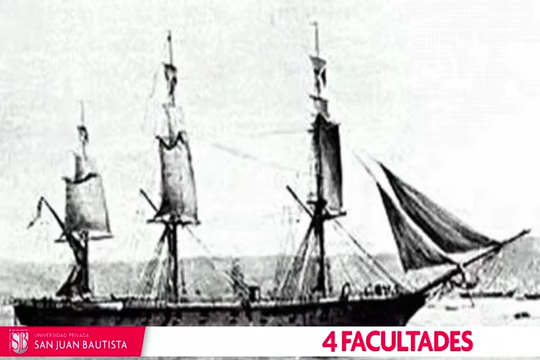 UNIVERSIDAD PRIVADA
SAN JUAN BAUTISTA
4 FACULTADES